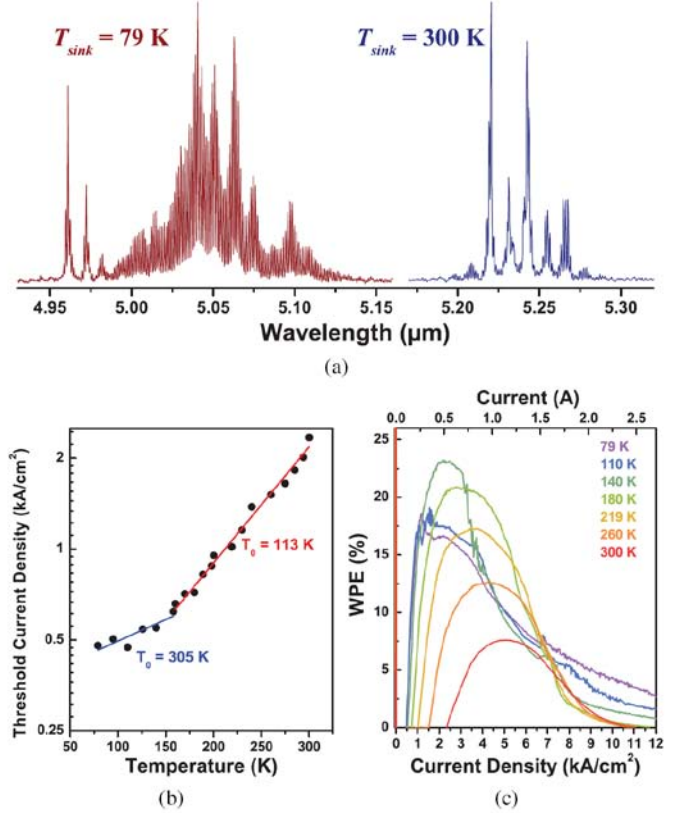 T_sink = 79 K T_sink = 300 K
4.95 5.00 5.05 5.10 5.15 5.20 5.25 5.30
Wavelength (μm)
(a)
Threshold Current Density (kA/cm²)
2
1
0.5
0.25
T₀ = 113 K
T₀ = 305 K
50 100 150 200 250 300
Temperature (K)
(b)
Current (A)
0.0 0.5 1.0 1.5 2.0 2.5
WPE (%)
25
20
15
10
5
0
79 K
110 K
140 K
180 K
219 K
260 K
300 K
0 1 2 3 4 5 6 7 8 9 10 11 12
Current Density (kA/cm²)
(c)